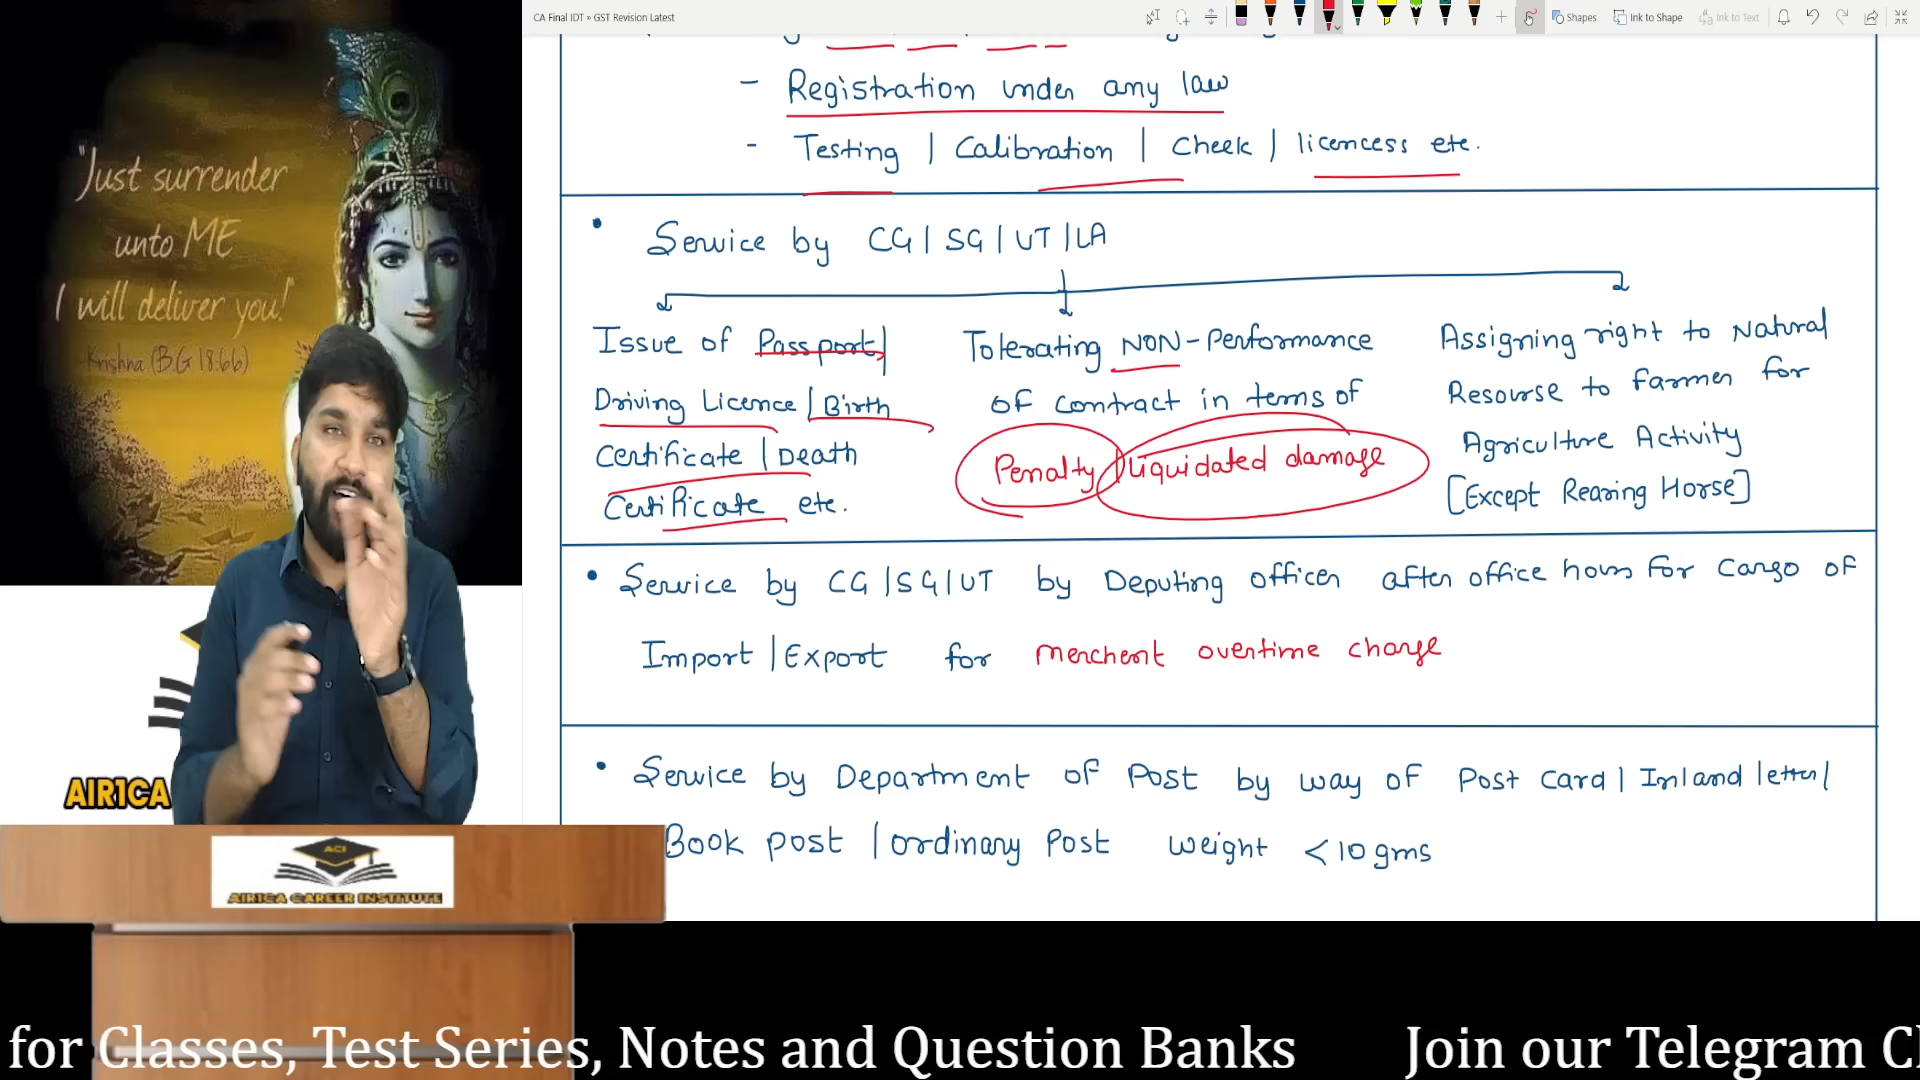 CA Final IDT » GST Revision Latest
Shapes
Ink to Shape
Ink to Text
- Registration under any law
- Testing | Calibration | Cheek | licencess etc.
"Just surrender
unto ME
I will deliver you!"
Krishna (B.G 18:66)
• Service by CG | SG | UT | LA
Issue of Passport|
Driving Licence | Birth
Certificate | Death
Certificate etc.
Tolerating NON-Performance
OF contract in terms of
Penalty | Liquidated damage
Assigning right to Natural
Resourse to farmer for
Agriculture Activity
[Except Rearing Horse]
• Service by CG | SG | UT by Deputing officer after office hours for cargo of
Import | Export for merchent overtime charge
• Service by Department of Post by way of Post card | Inland letter |
Book post | ordinary Post weight < 10 gms
AIR1CA
ACI
AIR1CA CAREER INSTITUTE
for Classes, Test Series, Notes and Question Banks Join our Telegram C